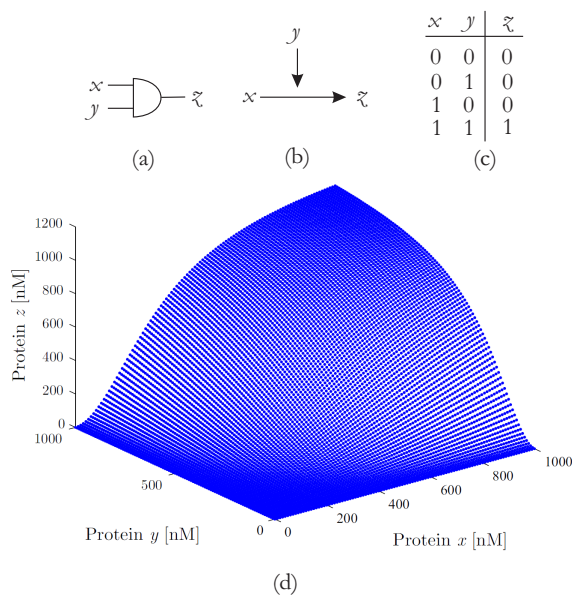 x
y
z
(a)
y
x z
(b)
x y z
0 0 0
0 1 0
1 0 0
1 1 1
(c)
1200
1000
800
600
400
200
0
Protein z [nM]
1000
500
0
Protein y [nM]
0
200
400
600
800
1000
Protein x [nM]
(d)